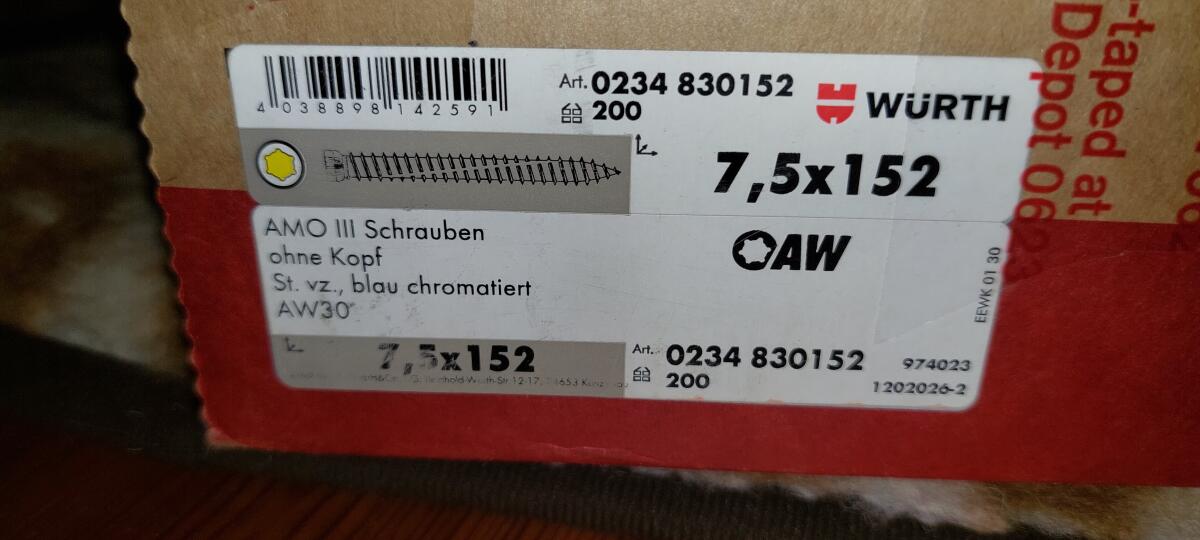 4 038898 142591
Art. 0234 830152
200
WÜRTH
7,5x152
AMO III Schrauben
ohne Kopf
St. vz., blau chromatiert
AW30
AW
EEWK 01 30
7,5x152
Art. 0234 830152
200
974023
1202026-2
-taped at
Depot 0623